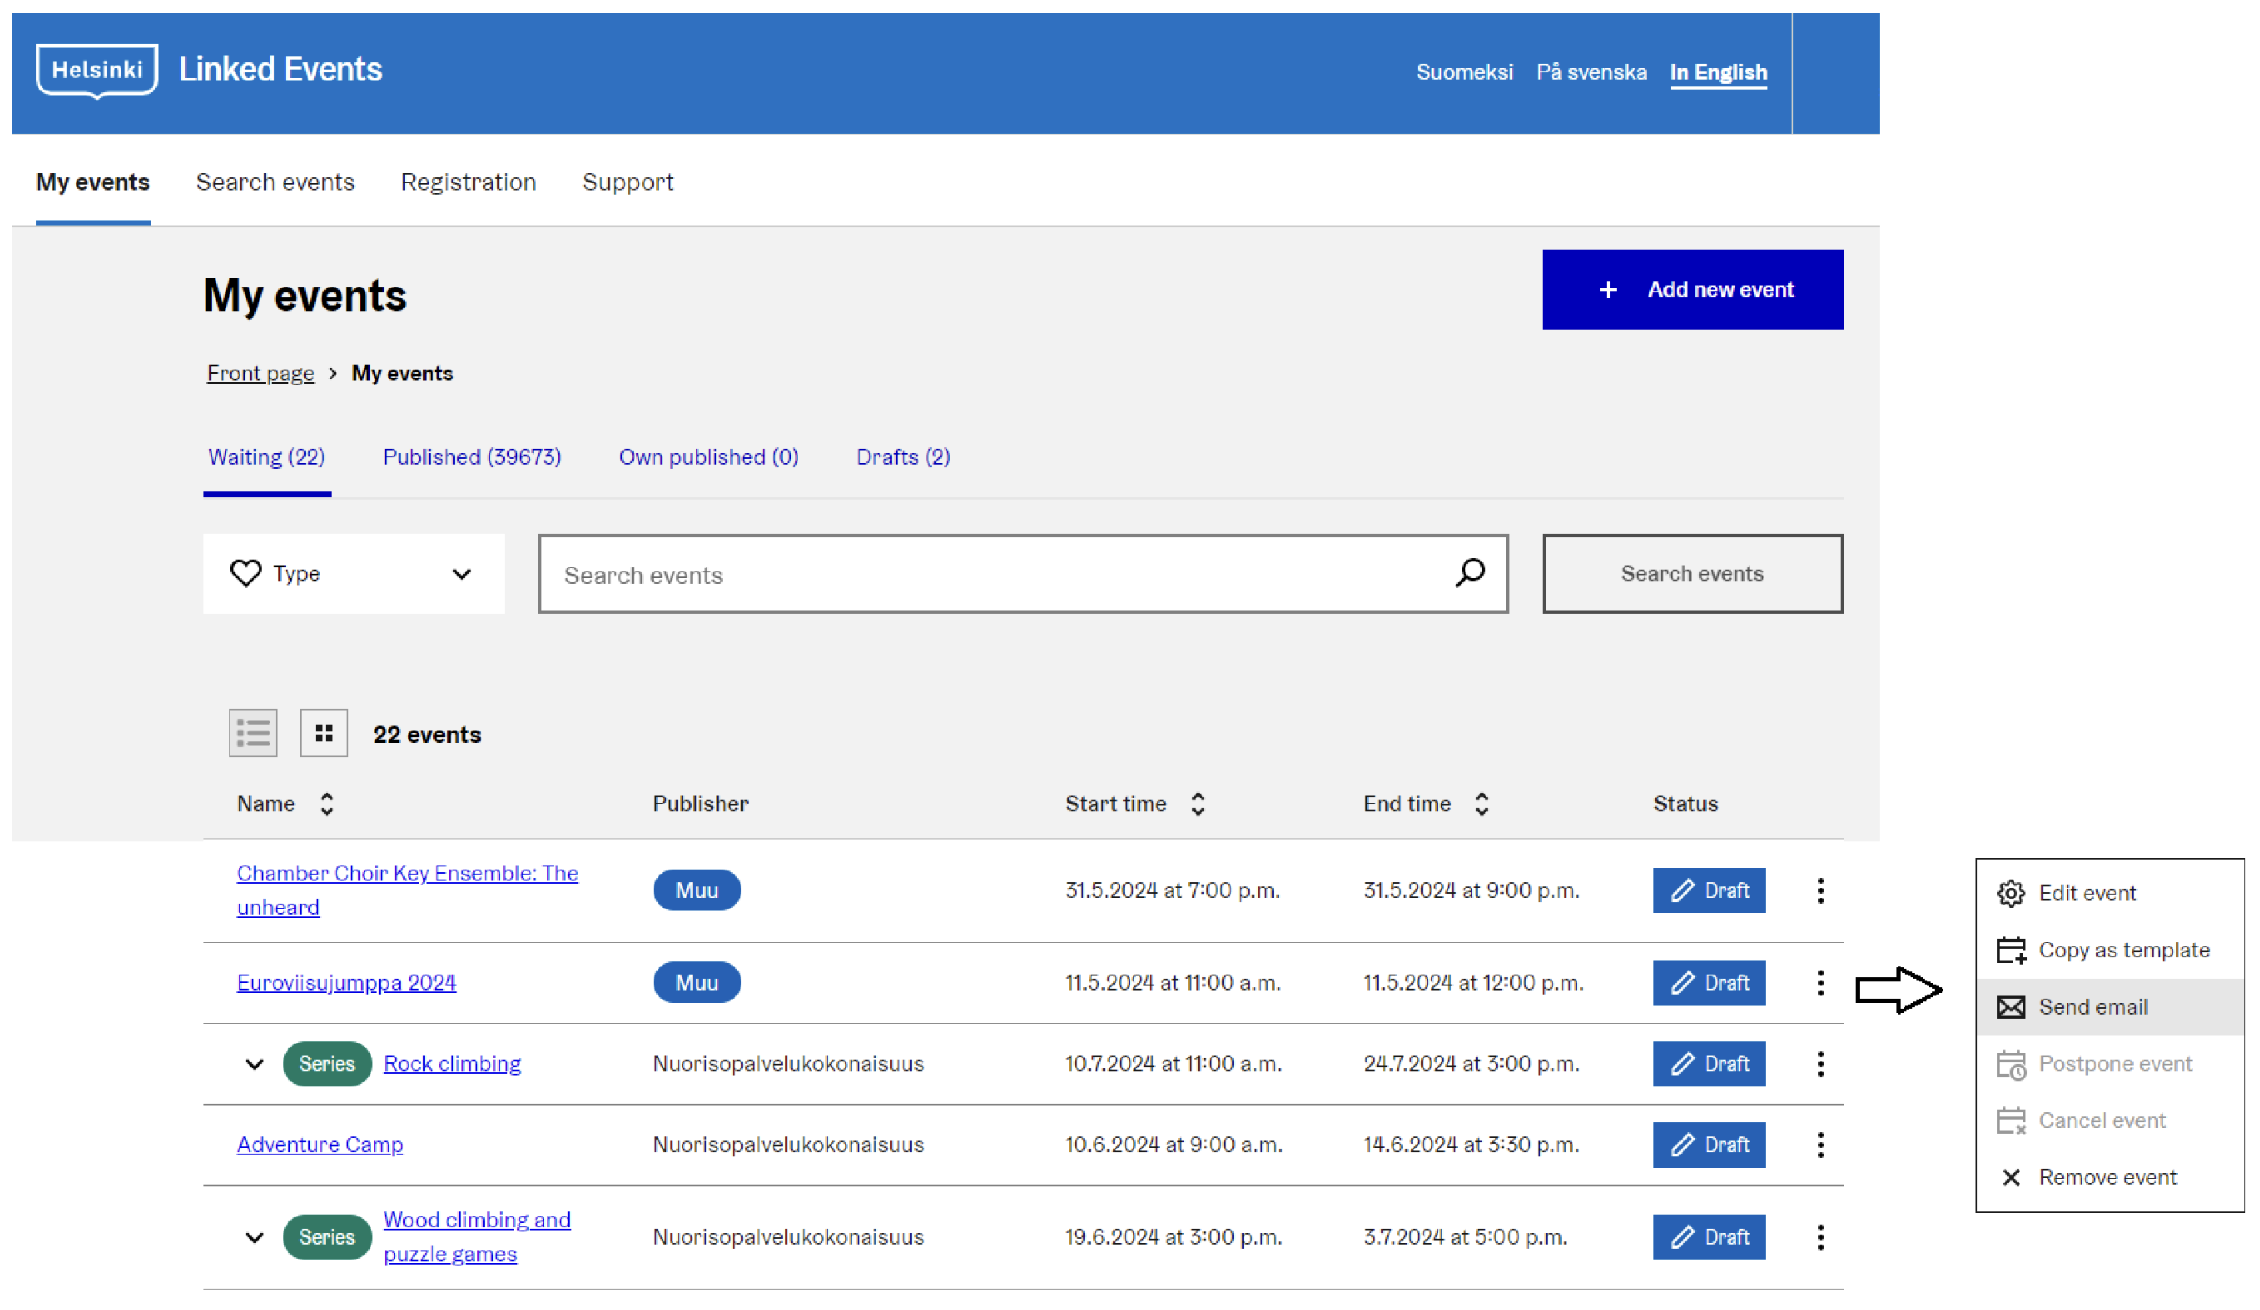 Helsinki Linked Events
Suomeksi På svenska In English
My events Search events Registration Support
My events
+ Add new event
Front page > My events
Waiting (22) Published (39673) Own published (0) Drafts (2)
Type
Search events
Search events
22 events
Name Publisher Start time End time Status
Chamber Choir Key Ensemble: The
unheard
Muu 31.5.2024 at 7:00 p.m. 31.5.2024 at 9:00 p.m. Draft
Euroviisujumppa 2024 Muu 11.5.2024 at 11:00 a.m. 11.5.2024 at 12:00 p.m. Draft
Series Rock climbing Nuorisopalvelukokonaisuus 10.7.2024 at 11:00 a.m. 24.7.2024 at 3:00 p.m. Draft
Adventure Camp Nuorisopalvelukokonaisuus 10.6.2024 at 9:00 a.m. 14.6.2024 at 3:30 p.m. Draft
Series Wood climbing and
puzzle games
Nuorisopalvelukokonaisuus 19.6.2024 at 3:00 p.m. 3.7.2024 at 5:00 p.m. Draft
Edit event
Copy as template
Send email
Postpone event
Cancel event
Remove event